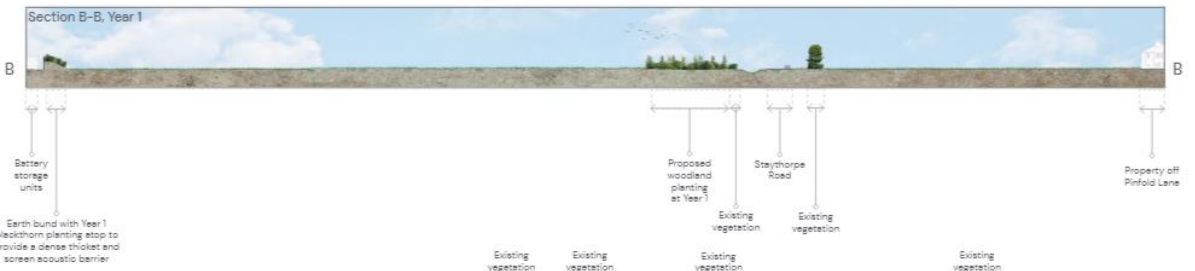 Section B-B, Year 1
B
B
Battery
storage
units
Earth bund with Year 1
blackthorn planting atop to
provide a dense thicket and
screen acoustic barrier
Proposed
woodland
planting
at Year 1
Existing
vegetation
Staythorpe
Road
Existing
vegetation
Property off
Pinfold Lane
Existing
vegetation
Existing
vegetation
Existing
vegetation
Existing
vegetation